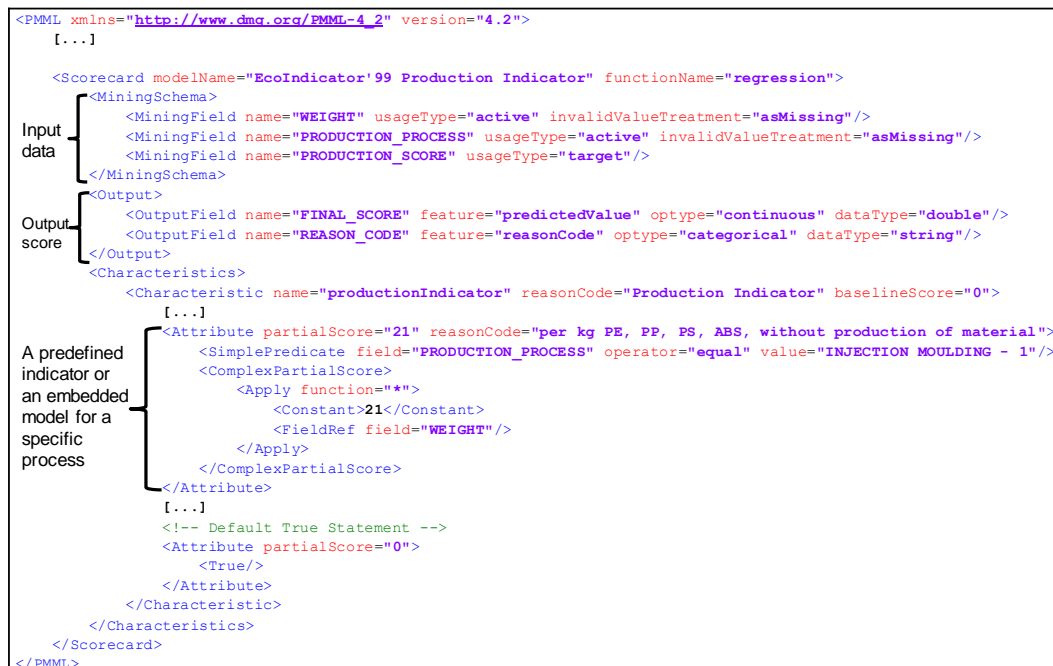 <PMML xmlns="http://www.dmg.org/PMML-4_2" version="4.2">
[...]
<Scorecard modelName="EcoIndicator'99 Production Indicator" functionName="regression">
<MiningSchema>
<MiningField name="WEIGHT" usageType="active" invalidValueTreatment="asMissing"/>
<MiningField name="PRODUCTION_PROCESS" usageType="active" invalidValueTreatment="asMissing"/>
<MiningField name="PRODUCTION_SCORE" usageType="target"/>
</MiningSchema>
Input
data
<Output>
<OutputField name="FINAL_SCORE" feature="predictedValue" optype="continuous" dataType="double"/>
<OutputField name="REASON_CODE" feature="reasonCode" optype="categorical" dataType="string"/>
</Output>
Output
score
<Characteristics>
<Characteristic name="productionIndicator" reasonCode="Production Indicator" baselineScore="0">
[...]
<Attribute partialScore="21" reasonCode="per kg PE, PP, PS, ABS, without production of material">
<SimplePredicate field="PRODUCTION_PROCESS" operator="equal" value="INJECTION MOULDING - 1"/>
<ComplexPartialScore>
<Apply function="*">
<Constant>21</Constant>
<FieldRef field="WEIGHT"/>
</Apply>
</ComplexPartialScore>
</Attribute>
A predefined
indicator or
an embedded
model for a
specific
process
[...]
<!-- Default True Statement -->
<Attribute partialScore="0">
<True/>
</Attribute>
</Characteristic>
</Characteristics>
</Scorecard>
</PMML>